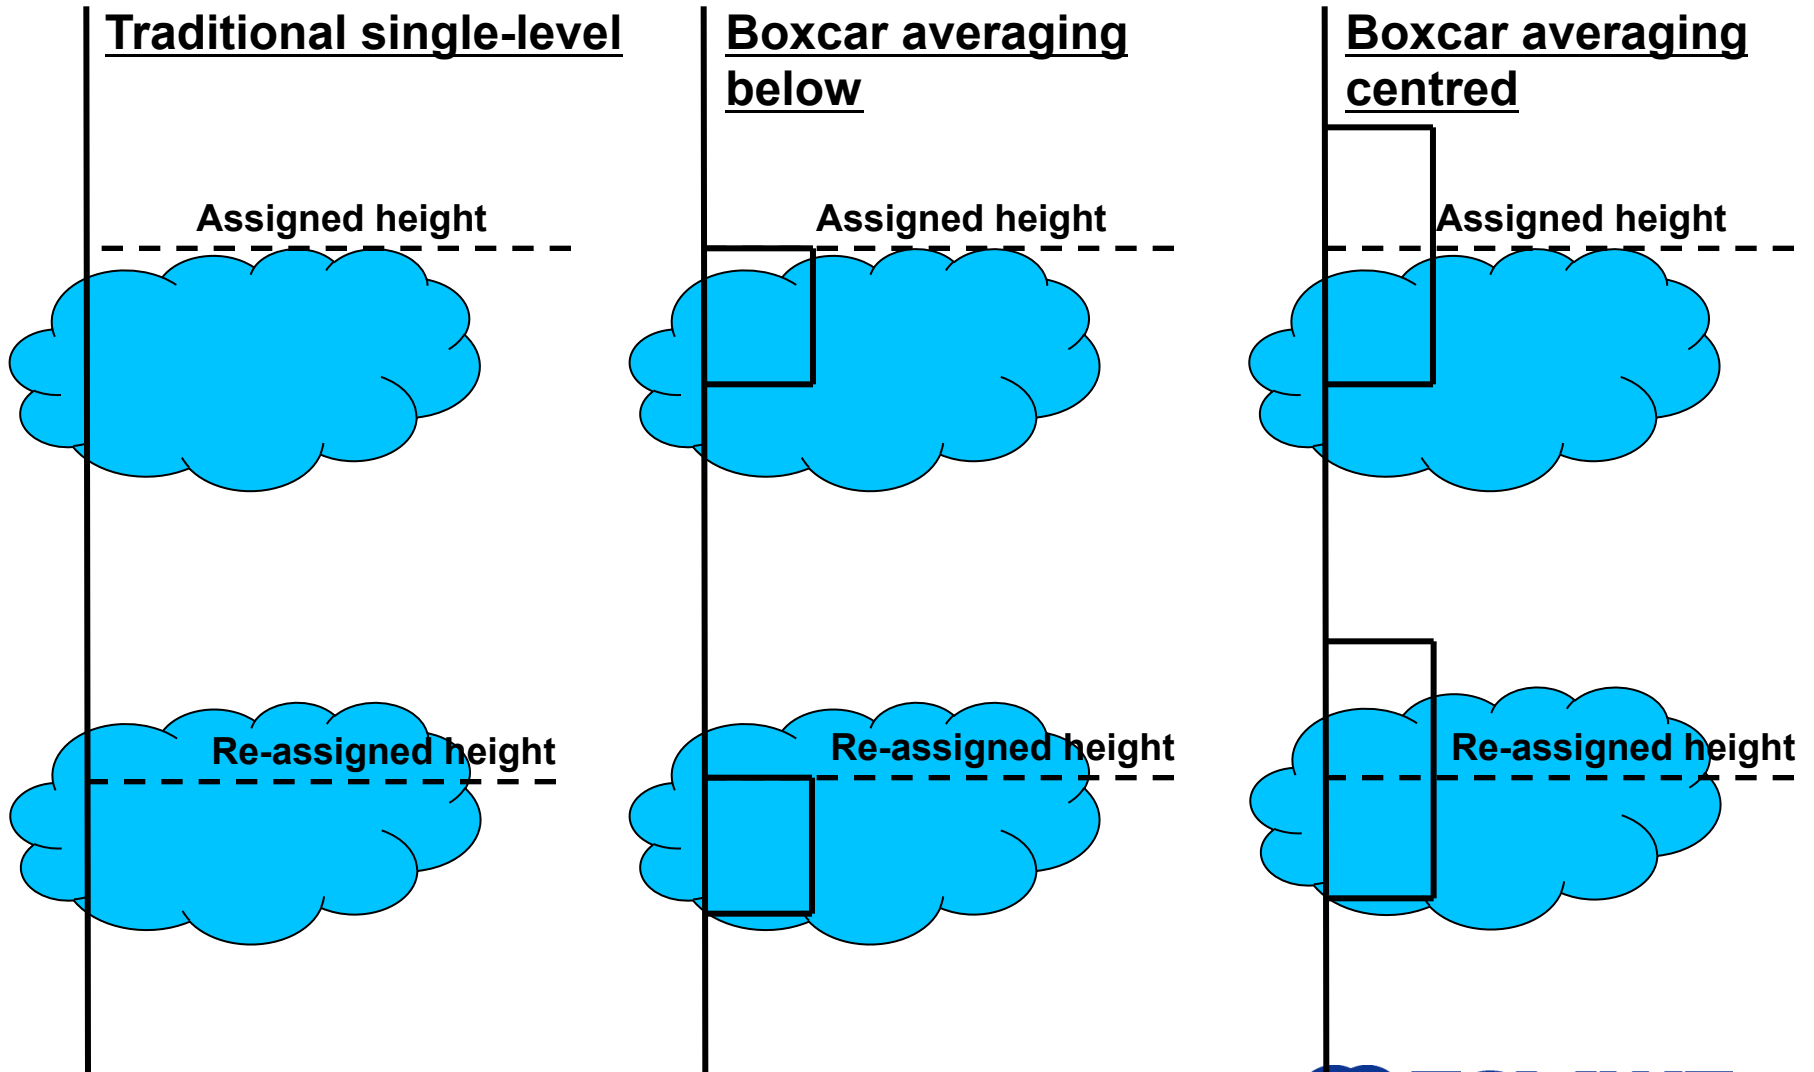 Traditional single-level
Boxcar averaging
below
Boxcar averaging
centred
Assigned height
Assigned height
Assigned height
Re-assigned height
Re-assigned height
Re-assigned height